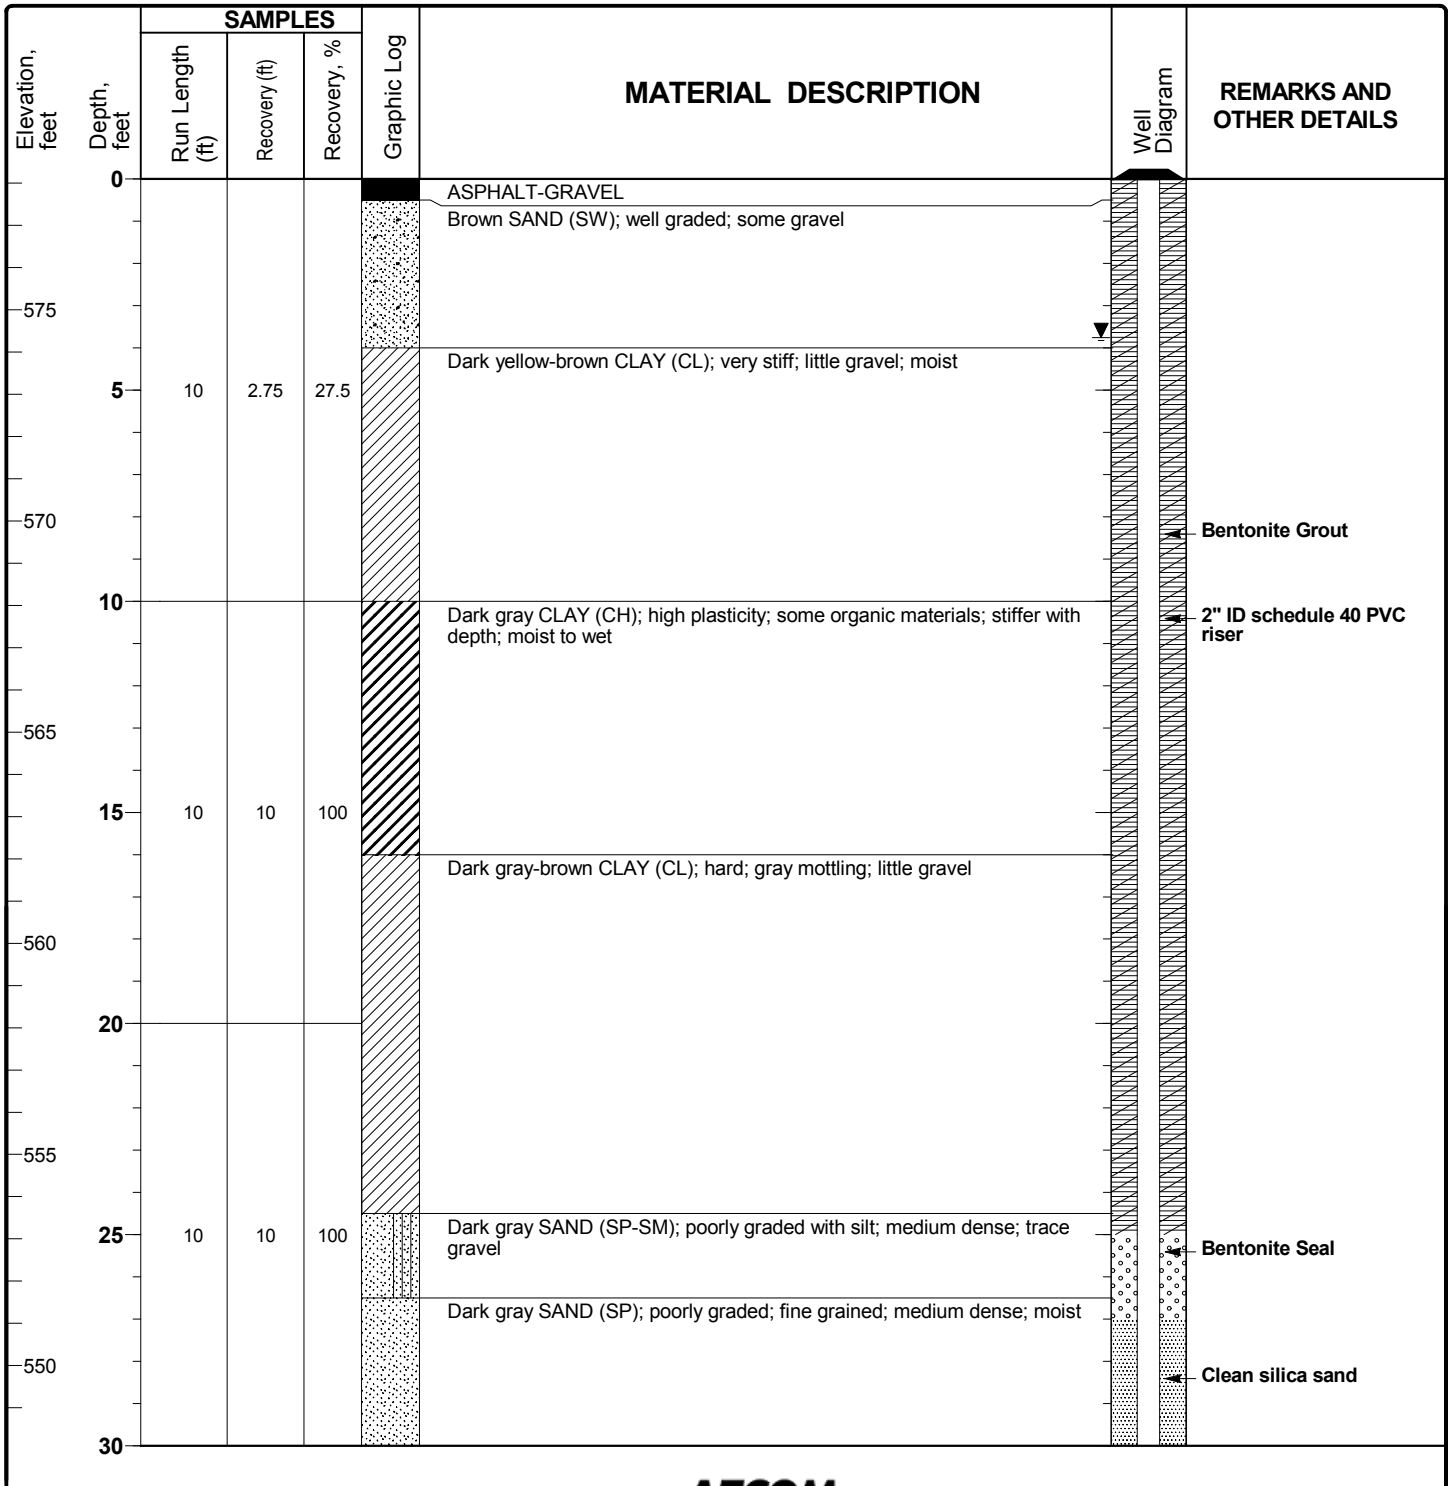 SAMPLES
Elevation,
feet
Depth,
feet
Run Length
(ft)
Recovery (ft)
Recovery, %
Graphic Log
MATERIAL DESCRIPTION
Well
Diagram
REMARKS AND
OTHER DETAILS
0
ASPHALT-GRAVEL
Brown SAND (SW); well graded; some gravel
575
Dark yellow-brown CLAY (CL); very stiff; little gravel; moist
5 10 2.75 27.5
570
Bentonite Grout
10
Dark gray CLAY (CH); high plasticity; some organic materials; stiffer with
depth; moist to wet
2" ID schedule 40 PVC
riser
565
15 10 10 100
Dark gray-brown CLAY (CL); hard; gray mottling; little gravel
560
20
555
25 10 10 100
Dark gray SAND (SP-SM); poorly graded with silt; medium dense; trace
gravel
Bentonite Seal
Dark gray SAND (SP); poorly graded; fine grained; medium dense; moist
550
Clean silica sand
30